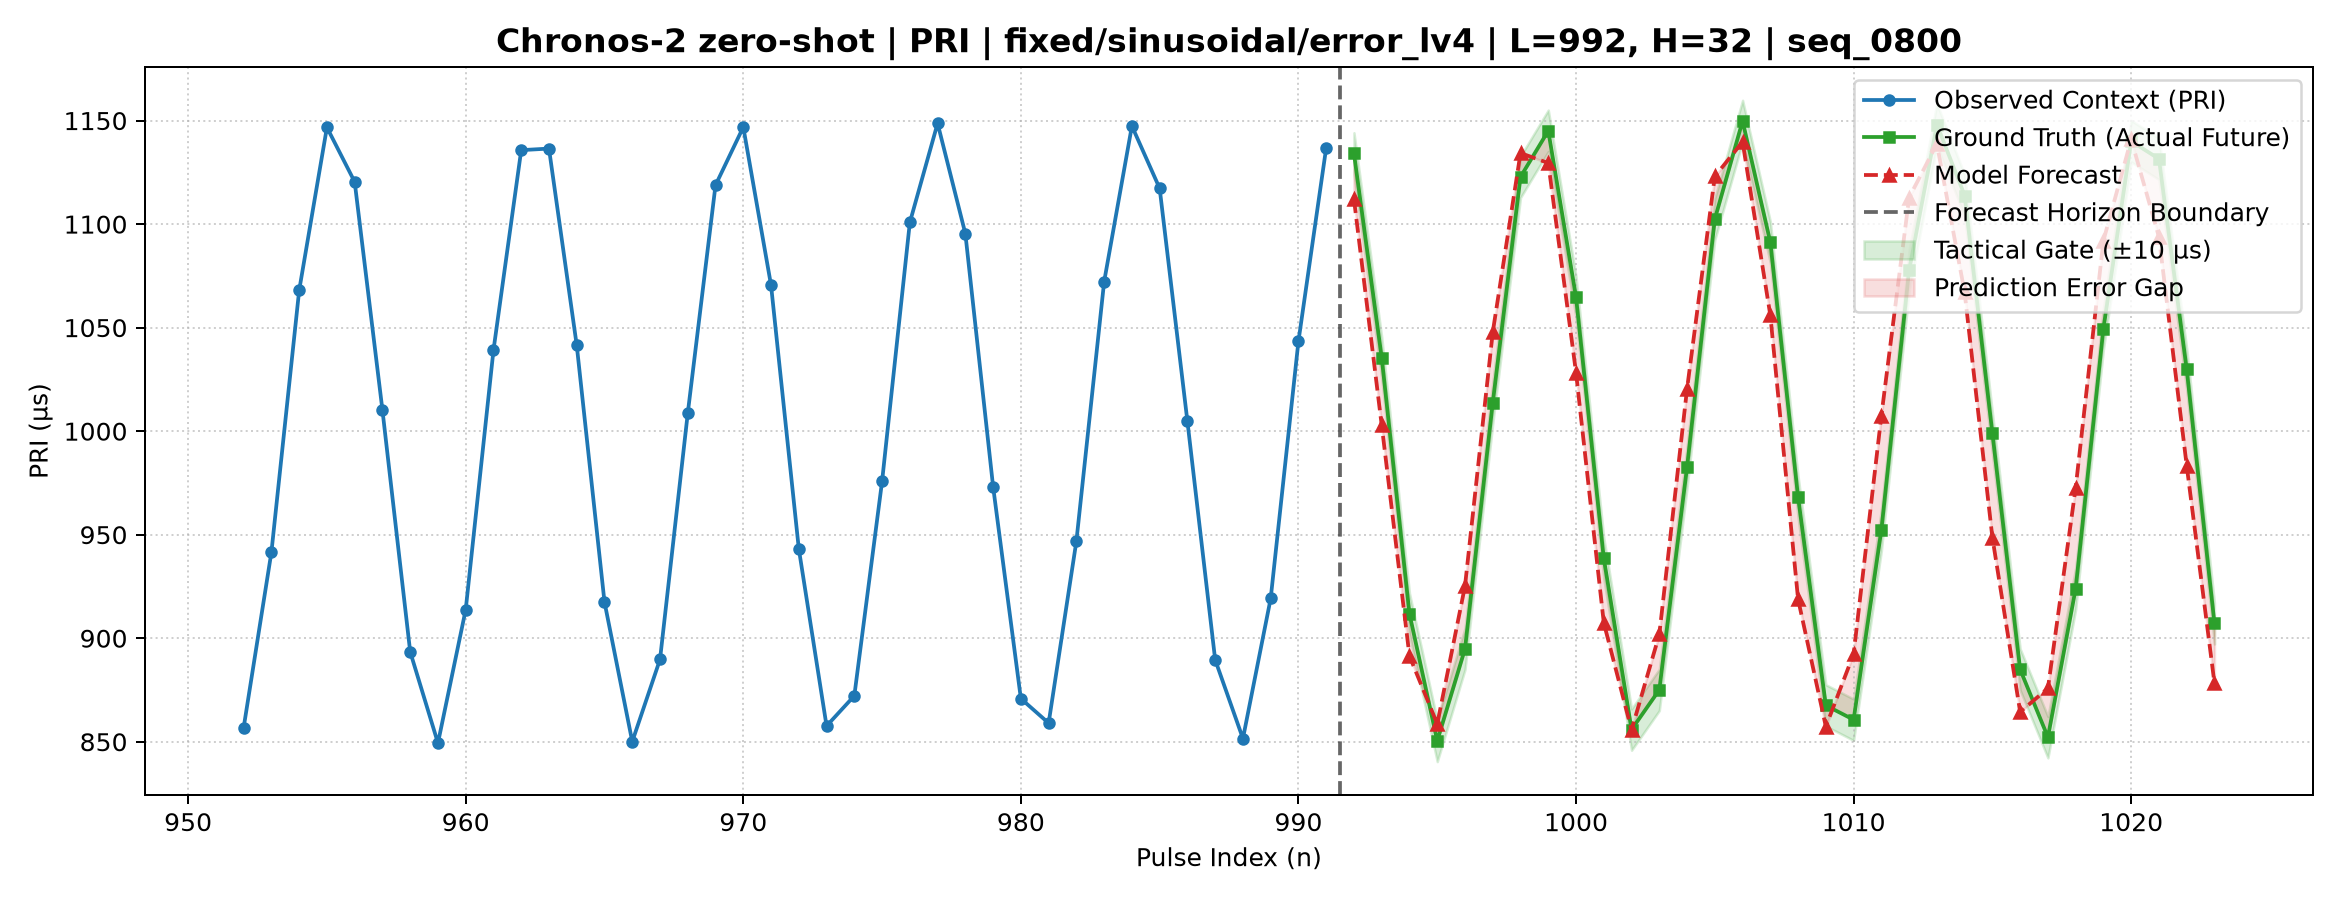 Chronos-2 zero-shot | PRI | fixed/sinusoidal/error_lv4 | L=992, H=32 | seq_0800
PRI (µs)
1150
1100
1050
1000
950
900
850
Observed Context (PRI)
Ground Truth (Actual Future)
Model Forecast
Forecast Horizon Boundary
Tactical Gate (±10 µs)
Prediction Error Gap
950 960 970 980 990 1000 1010 1020
Pulse Index (n)